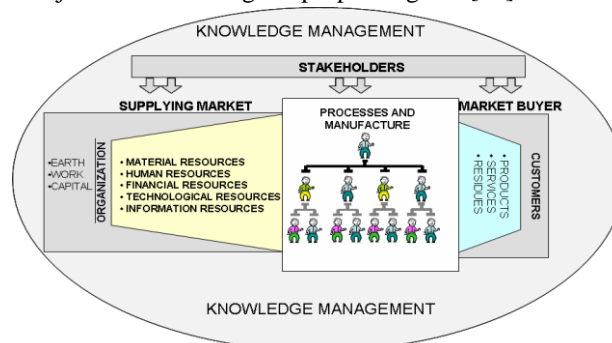 KNOWLEDGE MANAGEMENT
STAKEHOLDERS
SUPPLYING MARKET
PROCESSES AND
MANUFACTURE
MARKET BUYER
•EARTH
•WORK
•CAPITAL
ORGANIZATION
• MATERIAL RESOURCES
• HUMAN RESOURCES
• FINANCIAL RESOURCES
• TECHNOLOGICAL RESOURCES
• INFORMATION RESOURCES
• PRODUCTS
• SERVICES
• RESIDUES
CUSTOMERS
KNOWLEDGE MANAGEMENT